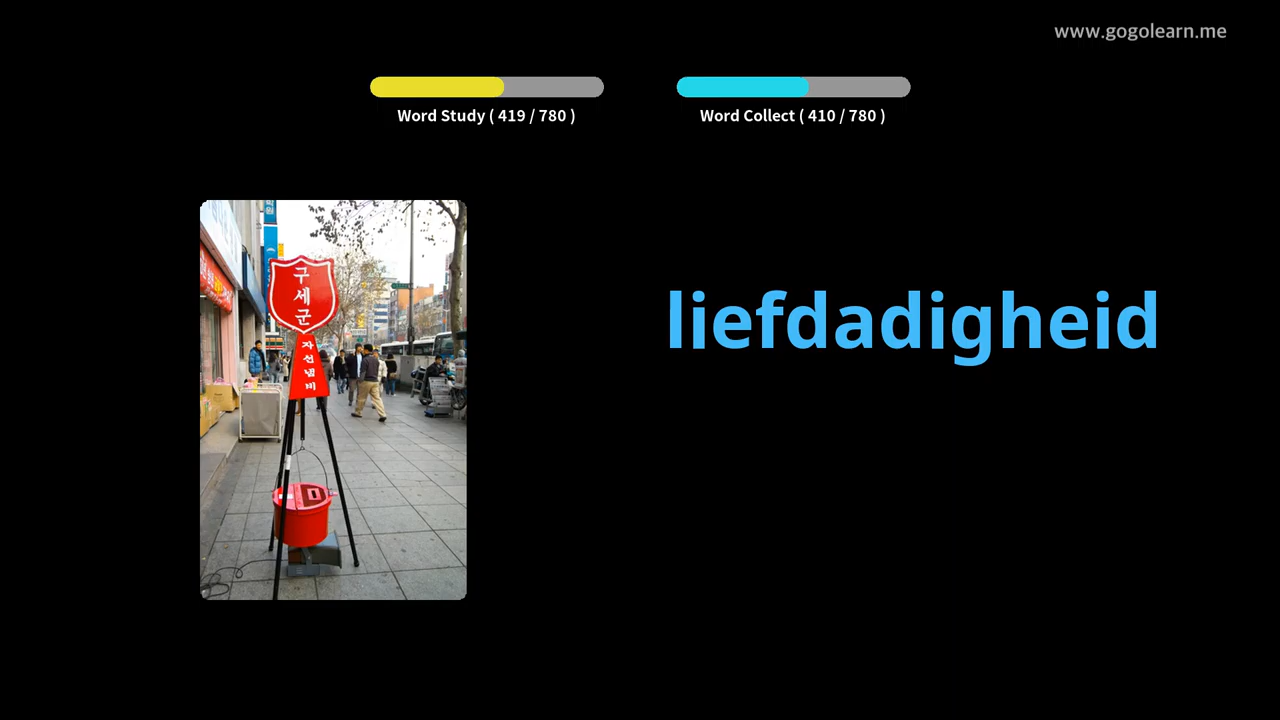 www.gogolearn.me
Word Study ( 419 / 780 )
Word Collect ( 410 / 780 )
liefdadigheid
구
세
군
자
선
냄
비